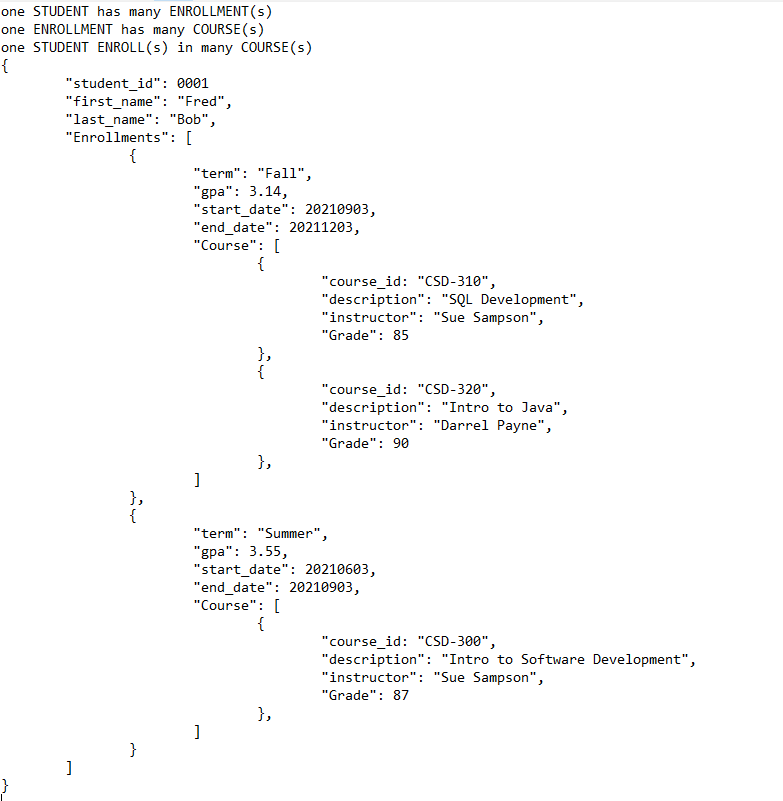 one STUDENT has many ENROLLMENT(s)
one ENROLLMENT has many COURSE(s)
one STUDENT ENROLL(s) in many COURSE(s)
{
	"student_id": 0001
	"first_name": "Fred",
	"last_name": "Bob",
	"Enrollments": [
		{
			"term": "Fall",
			"gpa": 3.14,
			"start_date": 20210903,
			"end_date": 20211203,
			"Course": [
				{
					"course_id: "CSD-310",
					"description": "SQL Development",
					"instructor": "Sue Sampson",
					"Grade": 85
				},
				{
					"course_id: "CSD-320",
					"description": "Intro to Java",
					"instructor": "Darrel Payne",
					"Grade": 90
				},
			]
		},
		{
			"term": "Summer",
			"gpa": 3.55,
			"start_date": 20210603,
			"end_date": 20210903,
			"Course": [
				{
					"course_id: "CSD-300",
					"description": "Intro to Software Development",
					"instructor": "Sue Sampson",
					"Grade": 87
				},
			]
		}
	]
}